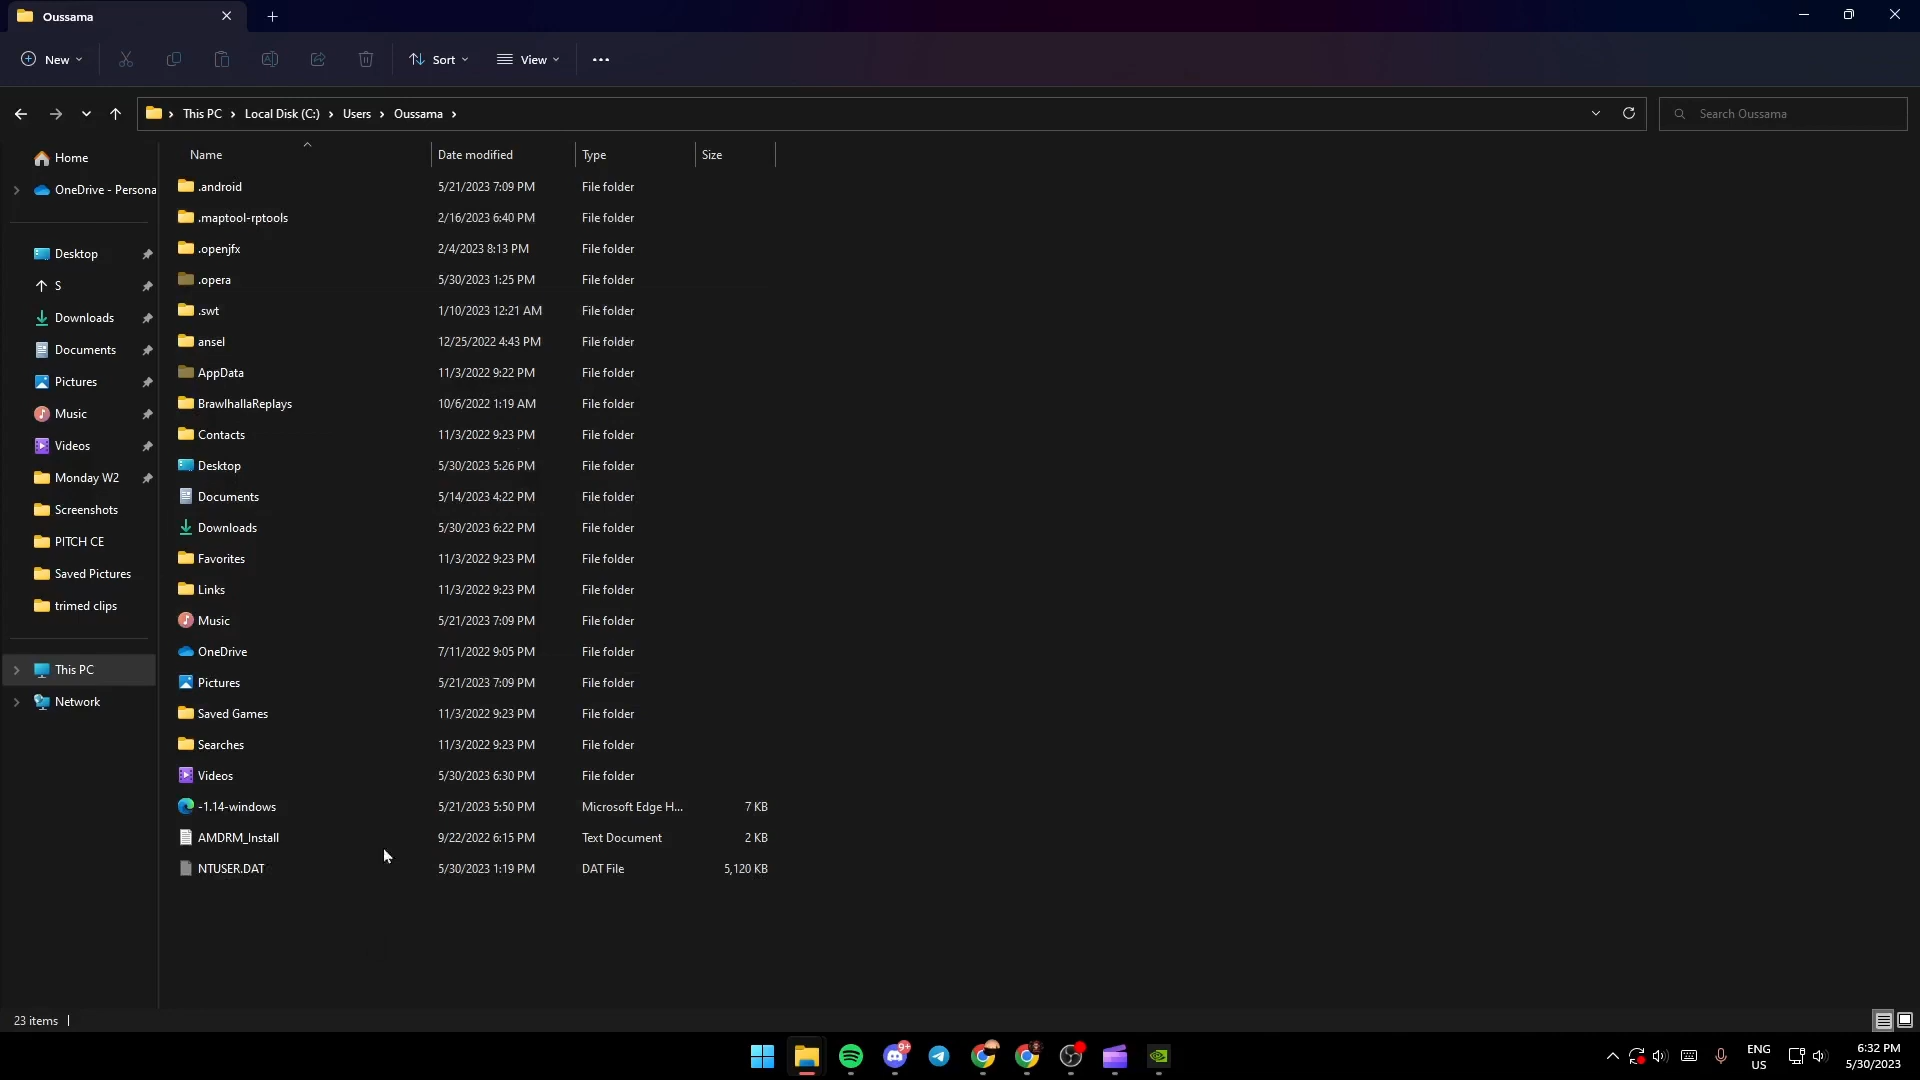 Oussama
New
Sort
View
This PC
Local Disk (C:)
Users
Oussama
Search Oussama
Home
OneDrive - Persona
Desktop
S
Downloads
Documents
Pictures
Music
Videos
Monday W2
Screenshots
PITCH CE
Saved Pictures
trimed clips
This PC
Network
Name Date modified Type Size
.android 5/21/2023 7:09 PM File folder
.maptool-rptools 2/16/2023 6:40 PM File folder
.openjfx 2/4/2023 8:13 PM File folder
.opera 5/30/2023 1:25 PM File folder
.swt 1/10/2023 12:21 AM File folder
ansel 12/25/2022 4:43 PM File folder
AppData 11/3/2022 9:22 PM File folder
BrawlhallaReplays 10/6/2022 1:19 AM File folder
Contacts 11/3/2022 9:23 PM File folder
Desktop 5/30/2023 5:26 PM File folder
Documents 5/14/2023 4:22 PM File folder
Downloads 5/30/2023 6:22 PM File folder
Favorites 11/3/2022 9:23 PM File folder
Links 11/3/2022 9:23 PM File folder
Music 5/21/2023 7:09 PM File folder
OneDrive 7/11/2022 9:05 PM File folder
Pictures 5/21/2023 7:09 PM File folder
Saved Games 11/3/2022 9:23 PM File folder
Searches 11/3/2022 9:23 PM File folder
Videos 5/30/2023 6:30 PM File folder
-1.14-windows 5/21/2023 5:50 PM Microsoft Edge H... 7 KB
AMDRM_Install 9/22/2022 6:15 PM Text Document 2 KB
NTUSER.DAT 5/30/2023 1:19 PM DAT File 5,120 KB
23 items
9+
ENG
US
6:32 PM
5/30/2023